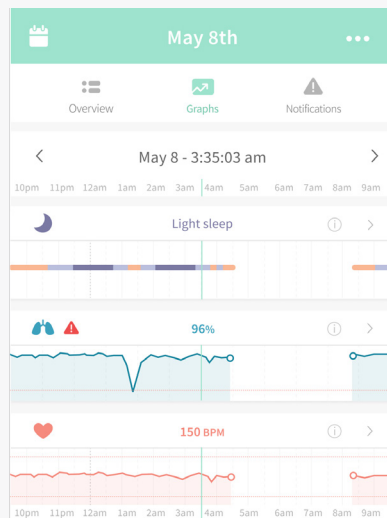 May 8th
Overview Graphs Notifications
May 8 - 3:35:03 am
10pm 11pm 12am 1am 2am 3am 4am 5am 6am 7am 8am 9am
Light sleep
96%
150 BPM
10pm 11pm 12am 1am 2am 3am 4am 5am 6am 7am 8am 9am